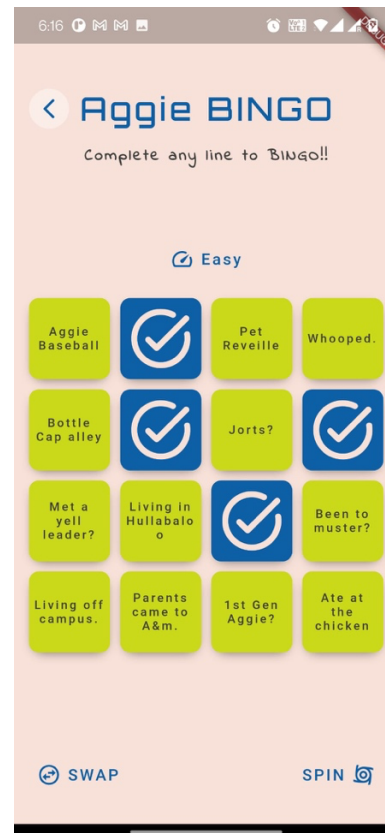 6:16
Aggie BINGO
Complete any line to BINGO!!
Easy
Aggie
Baseball
Pet
Reveille
Whooped.
Bottle
Cap alley
Jorts?
Met a
yell
leader?
Living in
Hullabalo
o
Been to
muster?
Living off
campus.
Parents
came to
A&m.
1st Gen
Aggie?
Ate at
the
chicken
SWAP
SPIN